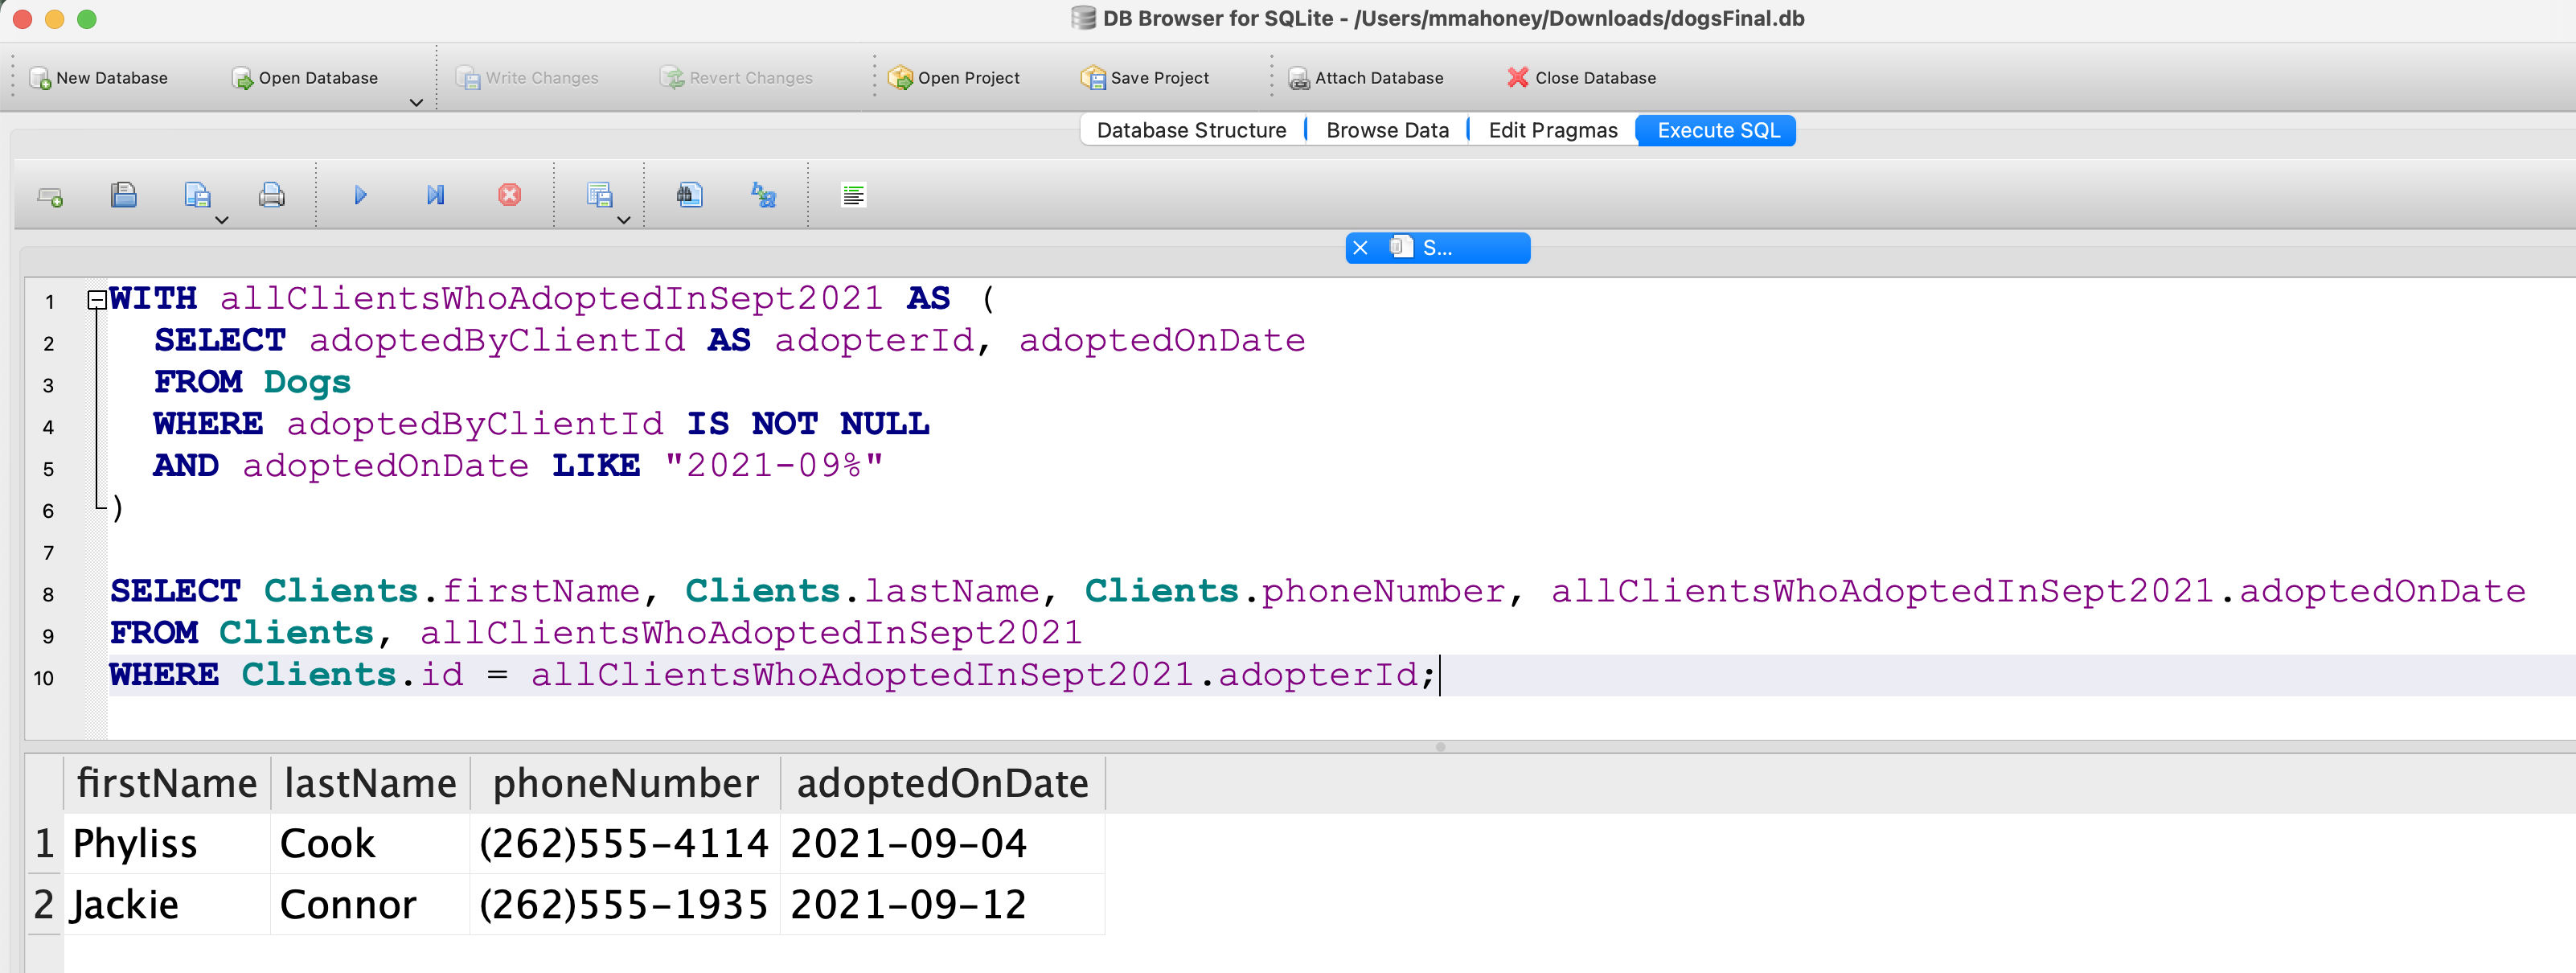 DB Browser for SQLite - /Users/mmahoney/Downloads/dogsFinal.db
New Database Open Database Write Changes Revert Changes Open Project Save Project Attach Database Close Database
Database Structure Browse Data Edit Pragmas Execute SQL
S...
1 WITH allClientsWhoAdoptedInSept2021 AS (
2 SELECT adoptedByClientId AS adopterId, adoptedOnDate
3 FROM Dogs
4 WHERE adoptedByClientId IS NOT NULL
5 AND adoptedOnDate LIKE "2021-09%"
6 )
7
8 SELECT Clients.firstName, Clients.lastName, Clients.phoneNumber, allClientsWhoAdoptedInSept2021.adoptedOnDate
9 FROM Clients, allClientsWhoAdoptedInSept2021
10 WHERE Clients.id = allClientsWhoAdoptedInSept2021.adopterId;
firstName lastName phoneNumber adoptedOnDate
1 Phyliss Cook (262)555-4114 2021-09-04
2 Jackie Connor (262)555-1935 2021-09-12